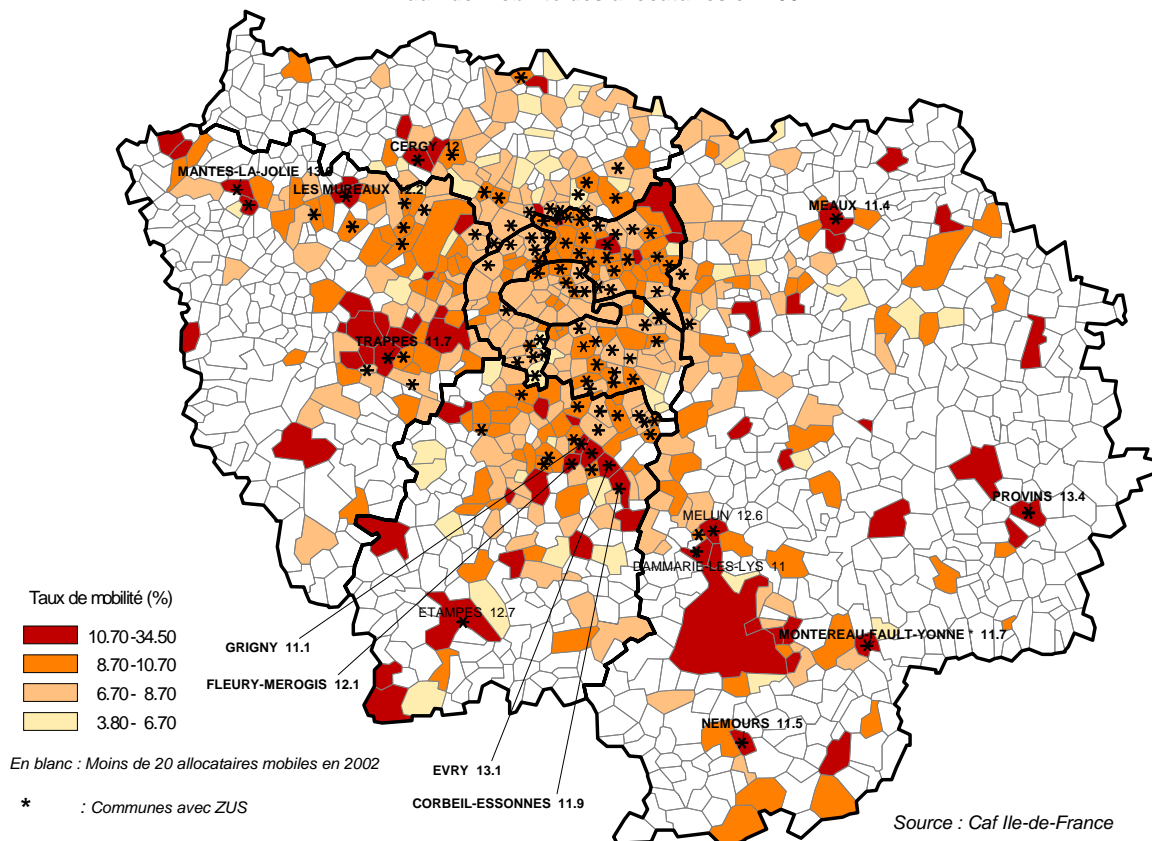 CERGY 12
MANTES-LA-JOLIE 13.
LES MUREAUX 12.2
MEAUX 11.4
TRAPPES 11.7
PROVINS 13.4
MELUN 12.6
DAMMARIE-LES-LYS 11
ETAMPES 12.7
MONTEREAU-FAULT-YONNE * 11.7
GRIGNY 11.1
FLEURY-MEROGIS 12.1
NEMOURS 11.5
EVRY 13.1
CORBEIL-ESSONNES 11.9
Taux de mobilité (%)
10.70 -34.50
8.70 -10.70
6.70 - 8.70
3.80 - 6.70
En blanc : Moins de 20 allocataires mobiles en 2002
* : Communes avec ZUS
Source : Caf Ile-de-France